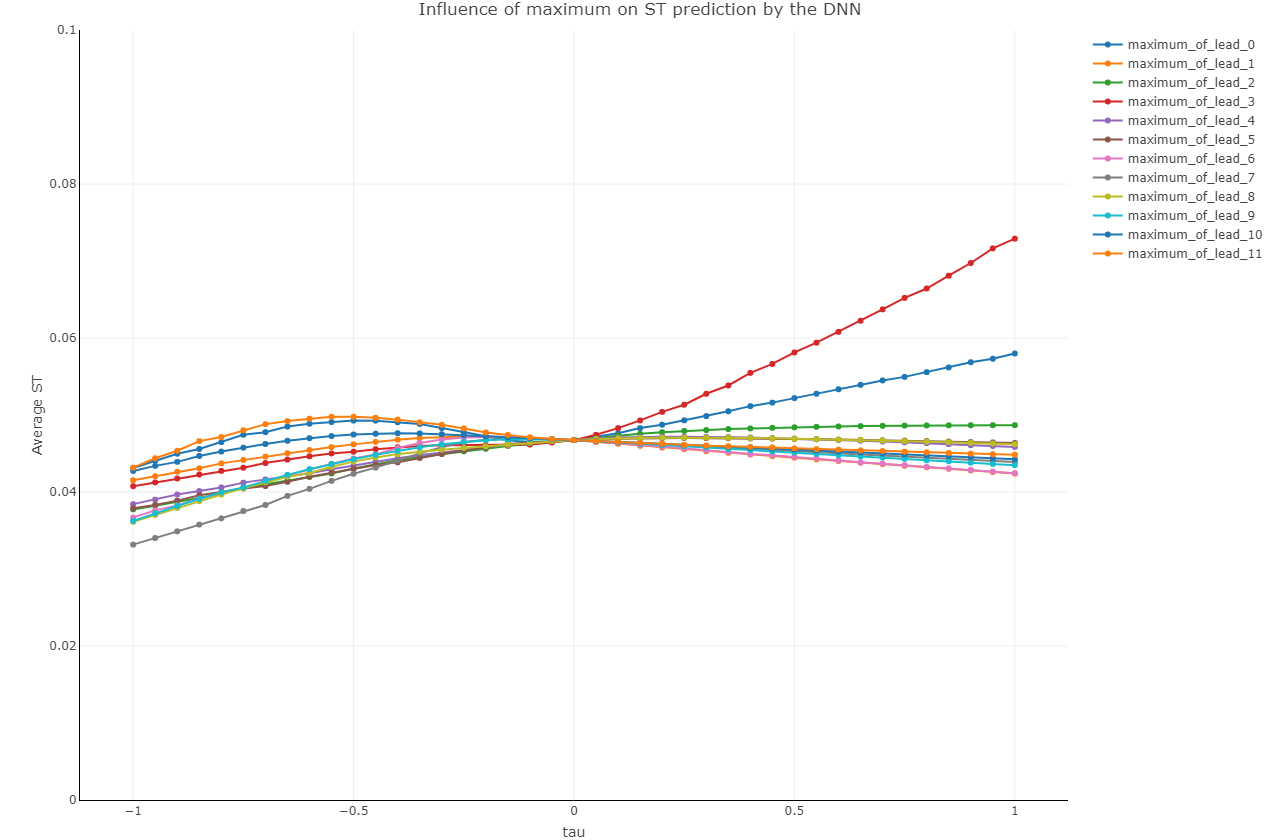 Influence of maximum on ST prediction by the DNN
0.1
0.08
0.06
0.04
0.02
0
Average ST
−1
−0.5
0
0.5
1
tau
maximum_of_lead_0
maximum_of_lead_1
maximum_of_lead_2
maximum_of_lead_3
maximum_of_lead_4
maximum_of_lead_5
maximum_of_lead_6
maximum_of_lead_7
maximum_of_lead_8
maximum_of_lead_9
maximum_of_lead_10
maximum_of_lead_11